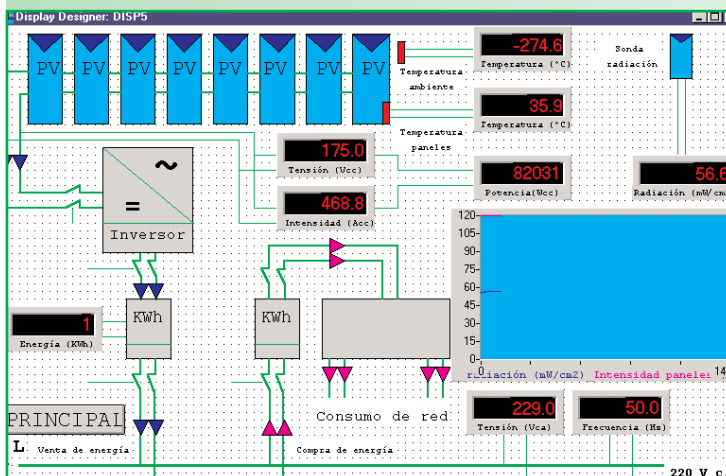 Display Designer: DISP5
PV PV PV PV PV PV PV PV
Temperatura
ambiente
-274.6
Temperatura (°C)
Sonda
radiación
35.9
Temperatura (°C)
Temperatura
paneles
175.0
Tensión (Vcc)
82031
Potencia(Wcc)
56.6
Radiación (mW/cm
468.8
Intensidad (Acc)
~
=
Inversor
120-
105-
90-
75-
60-
45-
30-
15-
0-
0
14
radiación (mW/cm2) Intensidad paneles
KWh
KWh
1
Energía (KWh)
Consumo de red
229.0
Tensión (Vca)
50.0
Frecuencia (Hz)
PRINCIPAL
L
Venta de energía
Compra de energía
220 V c